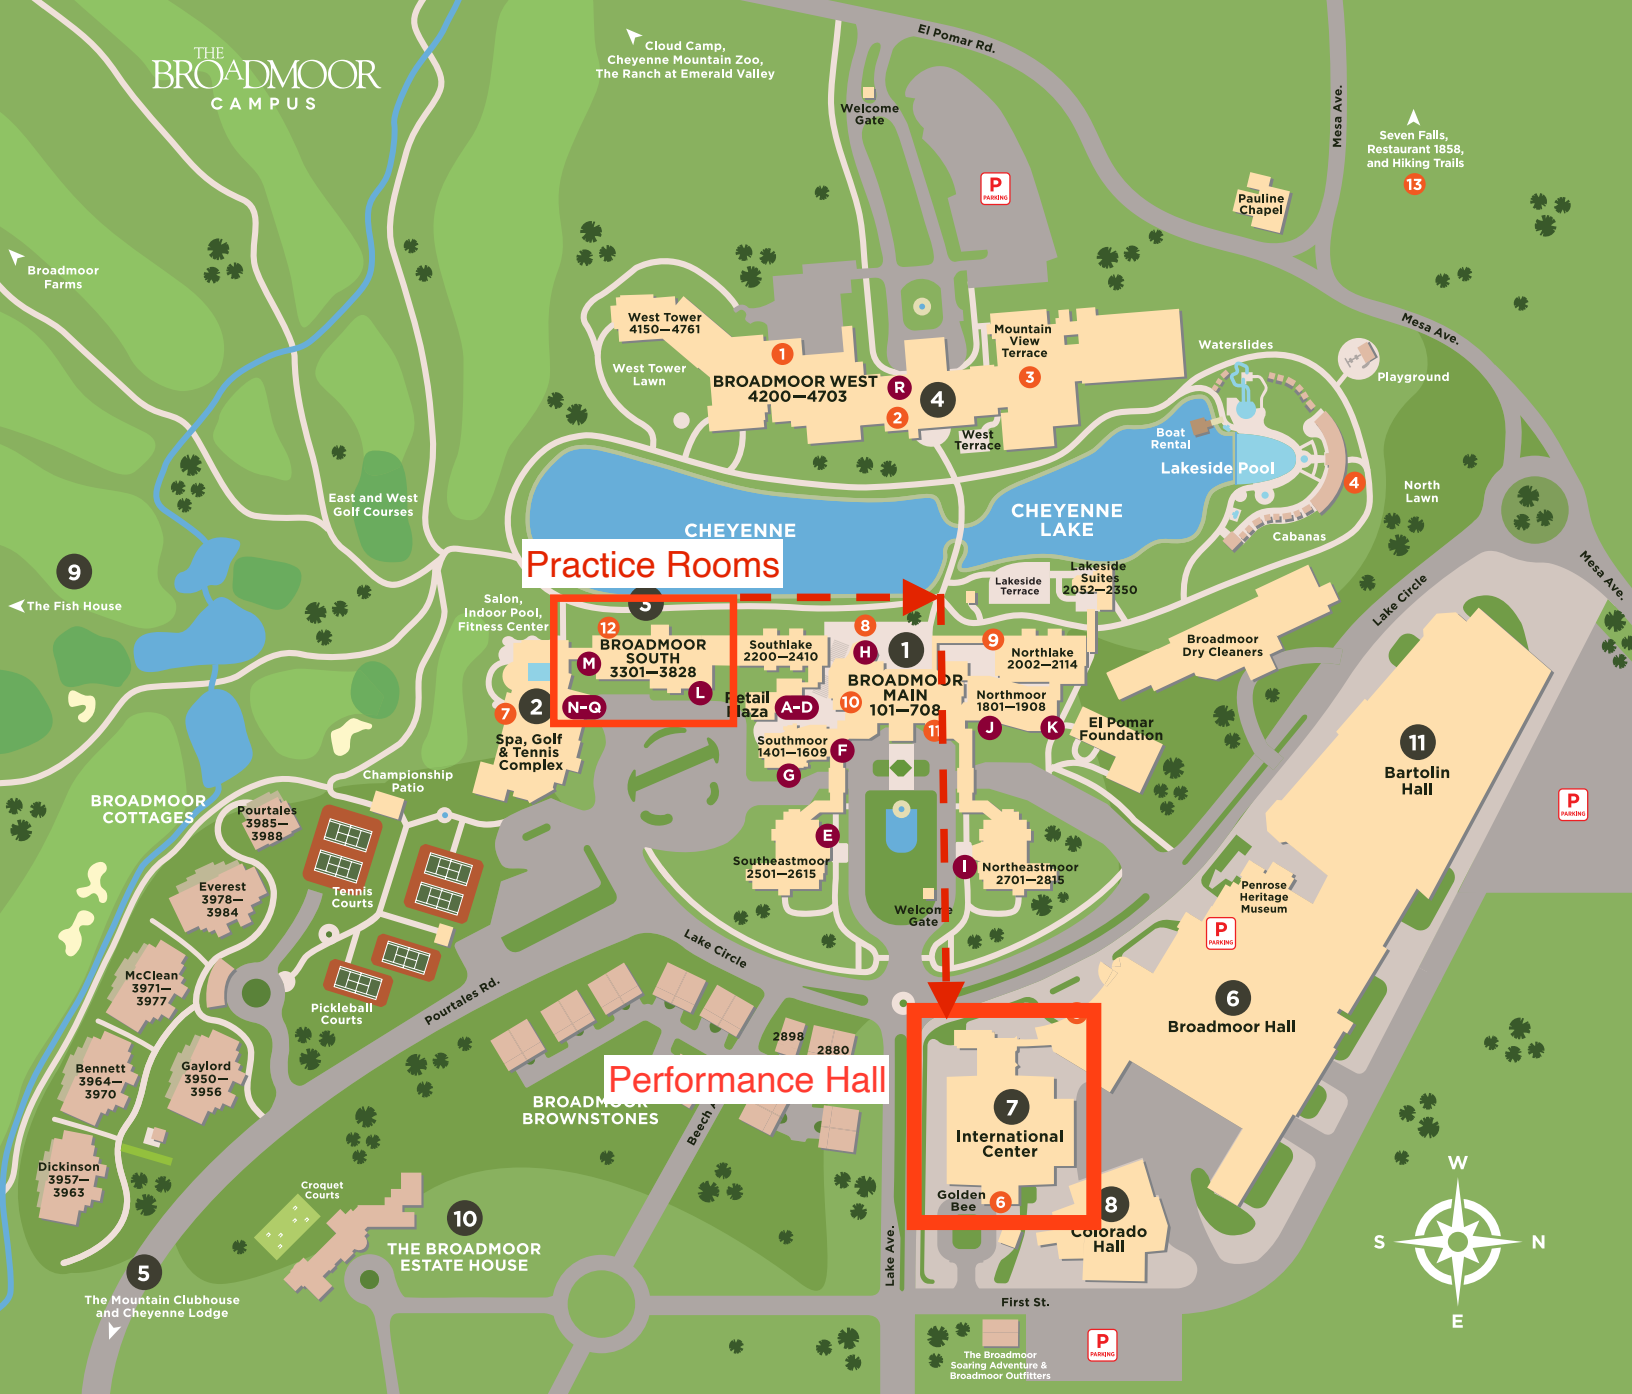 THE
BROADMOOR
CAMPUS
Cloud Camp,
Cheyenne Mountain Zoo,
The Ranch at Emerald Valley
El Pomar Rd.
Welcome
Gate
P
PARKING
Mesa Ave.
Seven Falls,
Restaurant 1858,
and Hiking Trails
13
Pauline
Chapel
Broadmoor
Farms
West Tower
4150—4761
West Tower
Lawn
1
BROADMOOR WEST
4200—4703
R
2
4
Mountain
View
Terrace
3
West
Terrace
Mesa Ave.
Waterslides
Playground
Boat
Rental
Lakeside Pool
4
North
Lawn
Cabanas
East and West
Golf Courses
CHEYENNE
CHEYENNE
LAKE
Practice Rooms
9
The Fish House
Salon,
Indoor Pool,
Fitness Center
3
12
BROADMOOR
SOUTH
3301—3828
M
L
N-Q
7
2
Spa, Golf
& Tennis
Complex
Southlake
2200—2410
Retail
Plaza
A-D
Southmoor
1401—1609
F
G
8
H
1
BROADMOOR
MAIN
101—708
10
11
9
Lakeside
Terrace
Lakeside
Suites
2052—2350
Northlake
2002—2114
Northmoor
1801—1908
J
K
El Pomar
Foundation
Broadmoor
Dry Cleaners
Lake Circle
Mesa Ave.
11
Bartolin
Hall
P
PARKING
Championship
Patio
BROADMOOR
COTTAGES
Pourtales
3985—
3988
Everest
3978—
3984
Tennis
Courts
McClean
3971—
3977
Pickleball
Courts
Bennett
3964—
3970
Gaylord
3950—
3956
Dickinson
3957—
3963
E
Southeastmoor
2501—2615
I
Northeastmoor
2701—2815
Welcome
Gate
Lake Circle
Pourtales Rd.
Penrose
Heritage
Museum
P
PARKING
6
Broadmoor Hall
2898
2880
Performance Hall
BROADMOOR
BROWNSTONES
Beech
7
International
Center
Golden
Bee
6
8
Colorado
Hall
Croquet
Courts
10
THE BROADMOOR
ESTATE HOUSE
5
The Mountain Clubhouse
and Cheyenne Lodge
Lake Ave.
First St.
The Broadmoor
Soaring Adventure &
Broadmoor Outfitters
P
PARKING
W
S
N
E